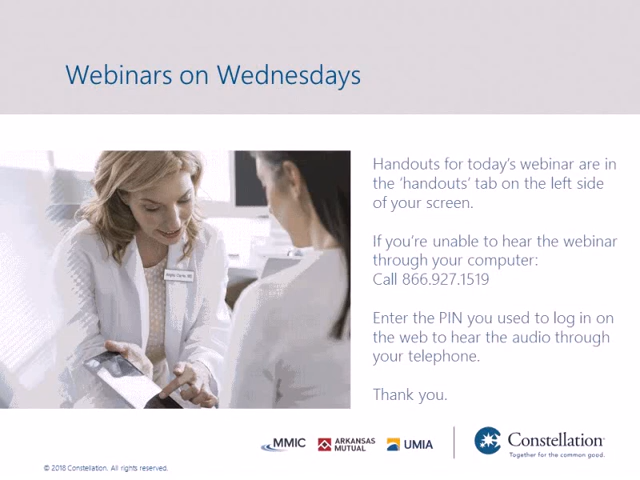 Webinars on Wednesdays
Handouts for today's webinar are in
the 'handouts' tab on the left side
of your screen.
If you're unable to hear the webinar
through your computer:
Call 866.927.1519
Enter the PIN you used to log in on
the web to hear the audio through
your telephone.
Thank you.
MMIC
ARKANSAS
MUTUAL
UMIA
Constellation
Together for the common good.
© 2018 Constellation. All rights reserved.